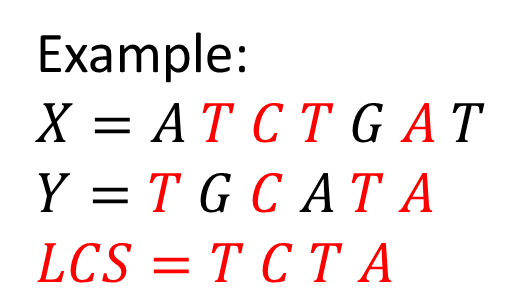 Example:
X = A T C T G A T
Y = T G C A T A
LCS = T C T A